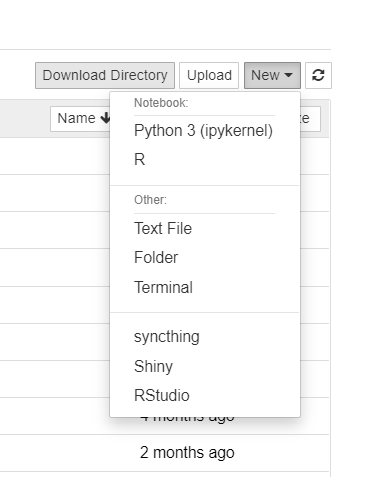 Download Directory Upload New
Name
Notebook:
Python 3 (ipykernel)
R
Other:
Text File
Folder
Terminal
syncthing
Shiny
RStudio
4 months ago
2 months ago